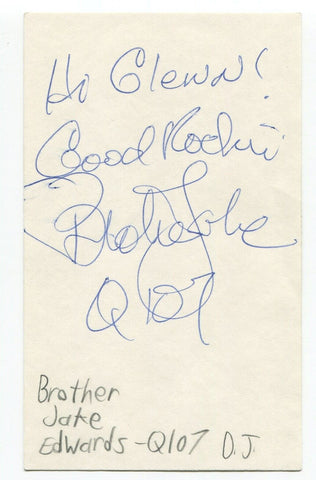 Hi Glenn!
Good Rockin
Brother Jake
Q107
Brother
Jake
Edwards - Q107 D.J.